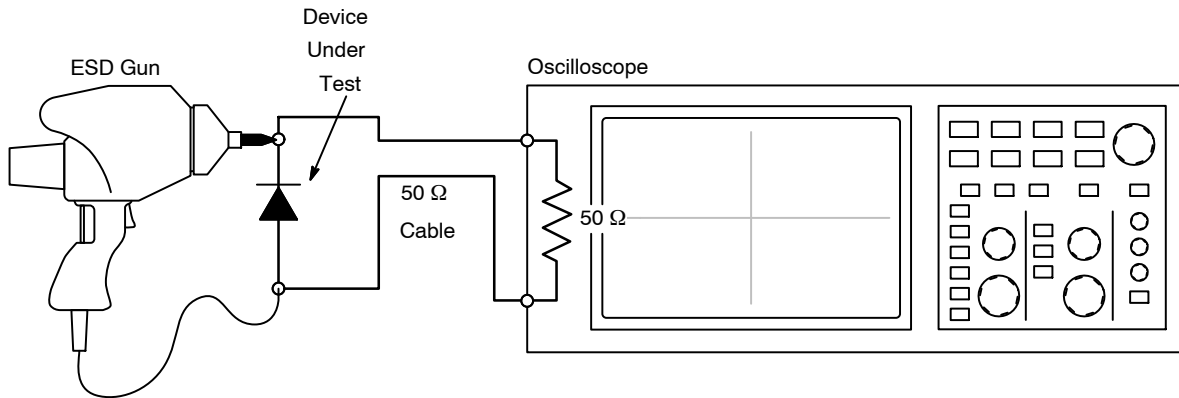 Device
Under
Test
ESD Gun
Oscilloscope
50 Ω
Cable
50 Ω